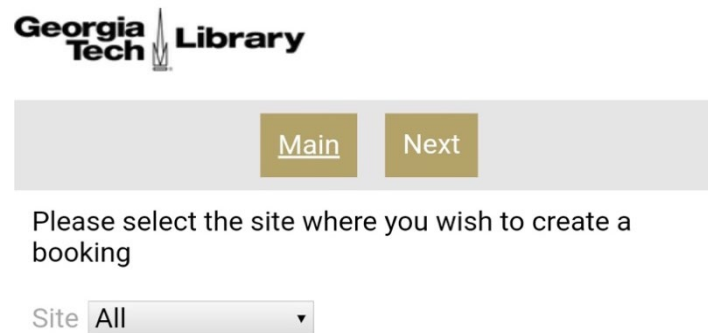 Georgia
Tech Library
Main Next
Please select the site where you wish to create a
booking
Site All